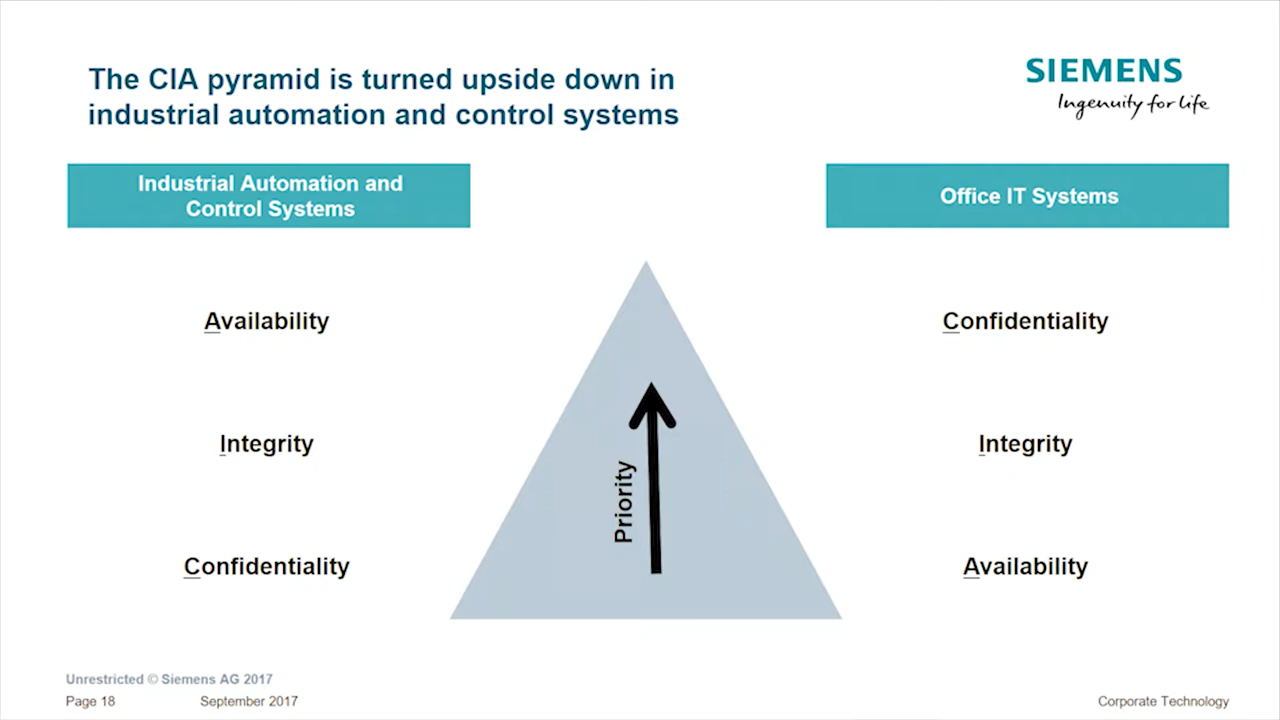 The CIA pyramid is turned upside down in
industrial automation and control systems
SIEMENS
Ingenuity for life
Industrial Automation and
Control Systems
Office IT Systems
Availability
Confidentiality
Integrity
Priority
Integrity
Confidentiality
Availability
Unrestricted © Siemens AG 2017
Page 18
September 2017
Corporate Technology